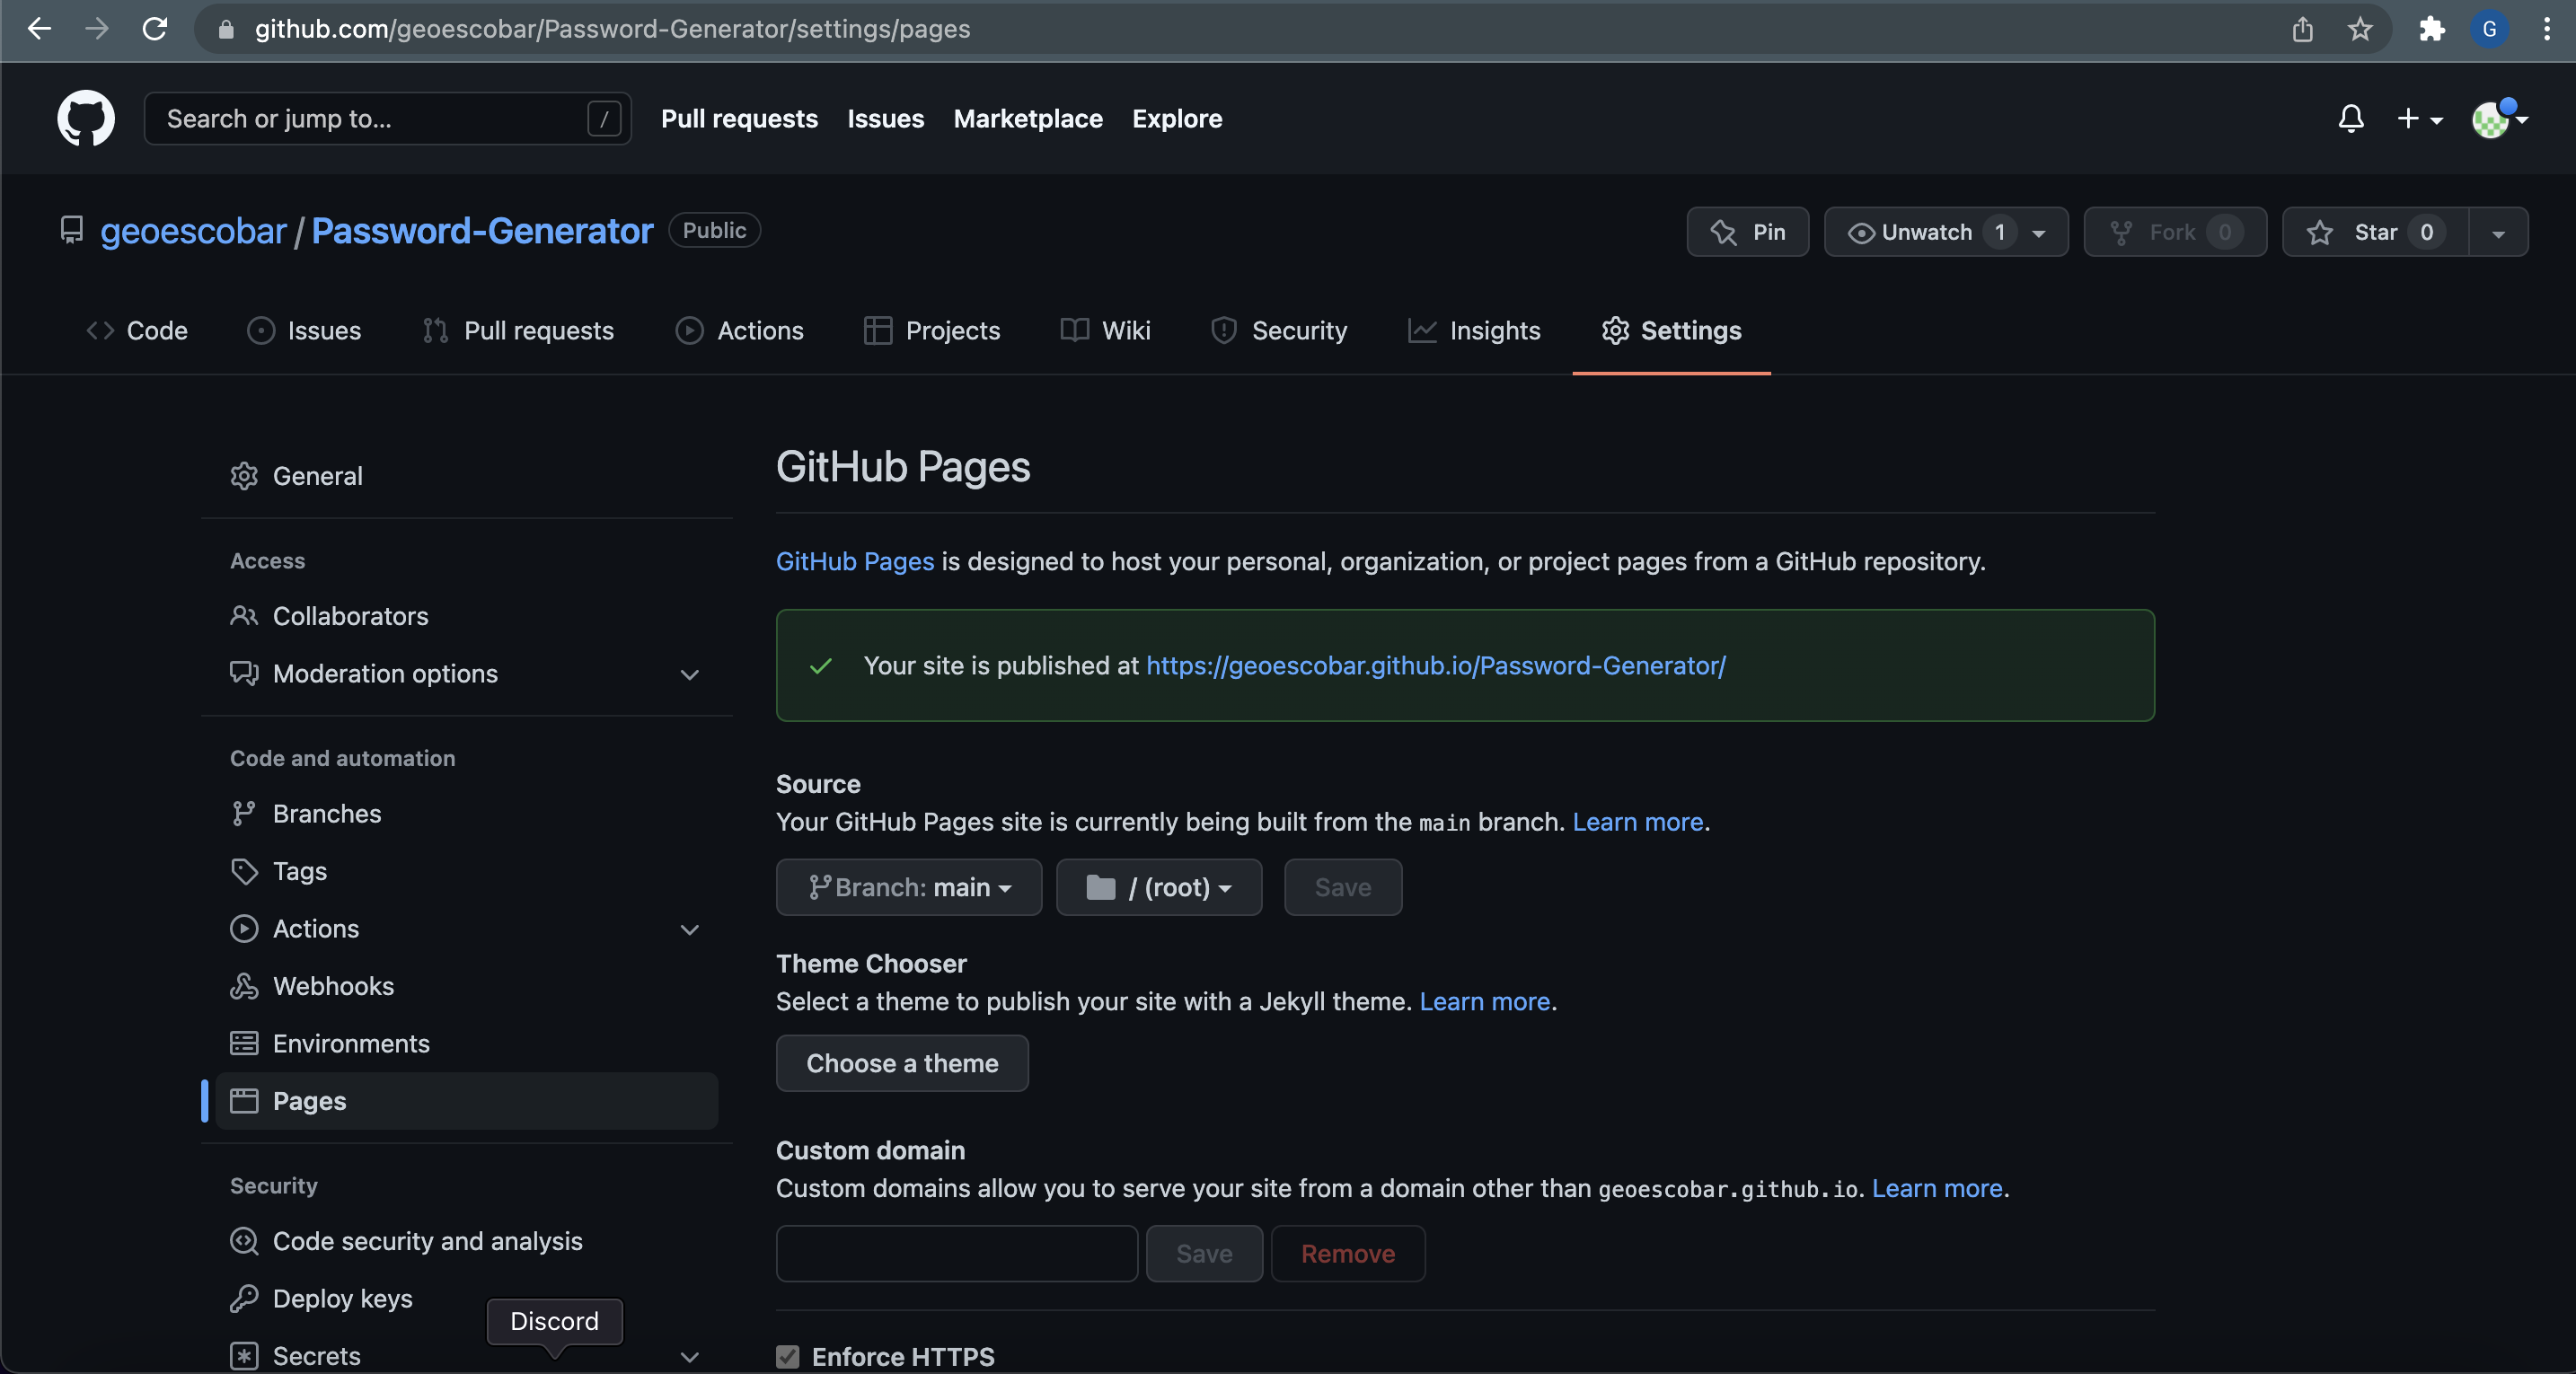 github.com/geoescobar/Password-Generator/settings/pages
G
Search or jump to...
/
Pull requests
Issues
Marketplace
Explore
geoescobar / Password-Generator
Public
Pin
Unwatch 1
Fork 0
Star 0
Code
Issues
Pull requests
Actions
Projects
Wiki
Security
Insights
Settings
General
Access
Collaborators
Moderation options
Code and automation
Branches
Tags
Actions
Webhooks
Environments
Pages
Security
Code security and analysis
Deploy keys
Secrets
Discord
GitHub Pages
GitHub Pages is designed to host your personal, organization, or project pages from a GitHub repository.
Your site is published at https://geoescobar.github.io/Password-Generator/
Source
Your GitHub Pages site is currently being built from the main branch. Learn more.
Branch: main
/ (root)
Save
Theme Chooser
Select a theme to publish your site with a Jekyll theme. Learn more.
Choose a theme
Custom domain
Custom domains allow you to serve your site from a domain other than geoescobar.github.io. Learn more.
Save
Remove
Enforce HTTPS